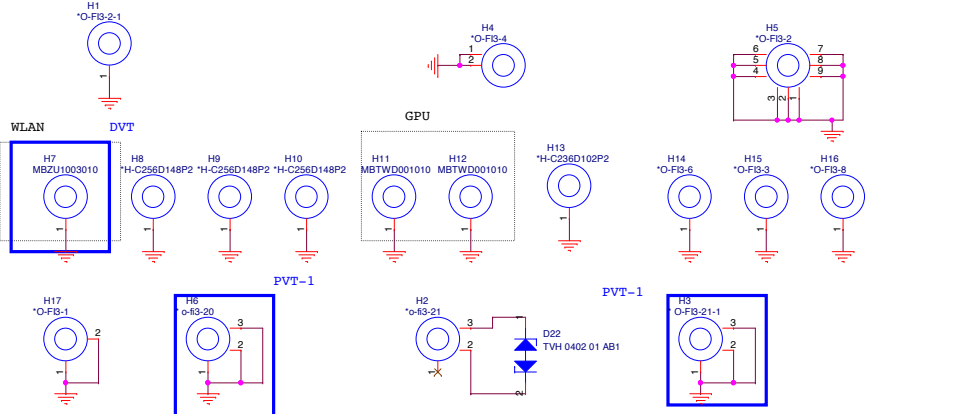 H1
*O-FI3-2-1
1
H4
*O-FI3-4
1
2
H5
*O-FI3-2
6
5
4
7
8
9
3
2
1
WLAN
DVT
GPU
H7
MBZU1003010
1
H8
*H-C256D148P2
1
H9
*H-C256D148P2
1
H10
*H-C256D148P2
1
H11
MBTWD001010
1
H12
MBTWD001010
1
H13
*H-C236D102P2
1
H14
*O-FI3-6
1
H15
*O-FI3-3
1
H16
*O-FI3-8
1
PVT-1
PVT-1
H17
*O-FI3-1
2
1
H6
* o-fi3-20
3
2
1
H2
*o-fi3-21
3
2
1
1
D22
TVH 0402 01 AB1
2
H3
* O-FI3-21-1
3
2
1